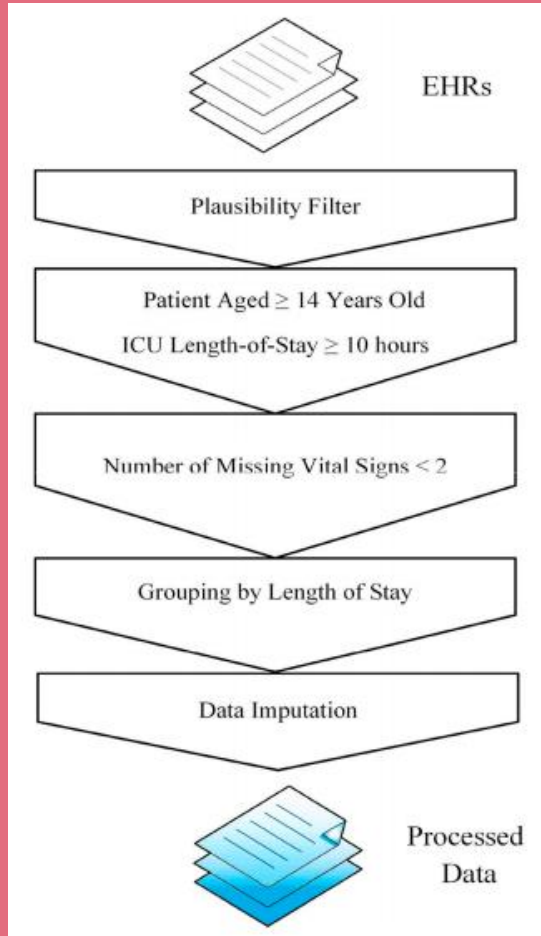 EHRs
Plausibility Filter
Patient Aged ≥ 14 Years Old
ICU Length-of-Stay ≥ 10 hours
Number of Missing Vital Signs < 2
Grouping by Length of Stay
Data Imputation
Processed
Data